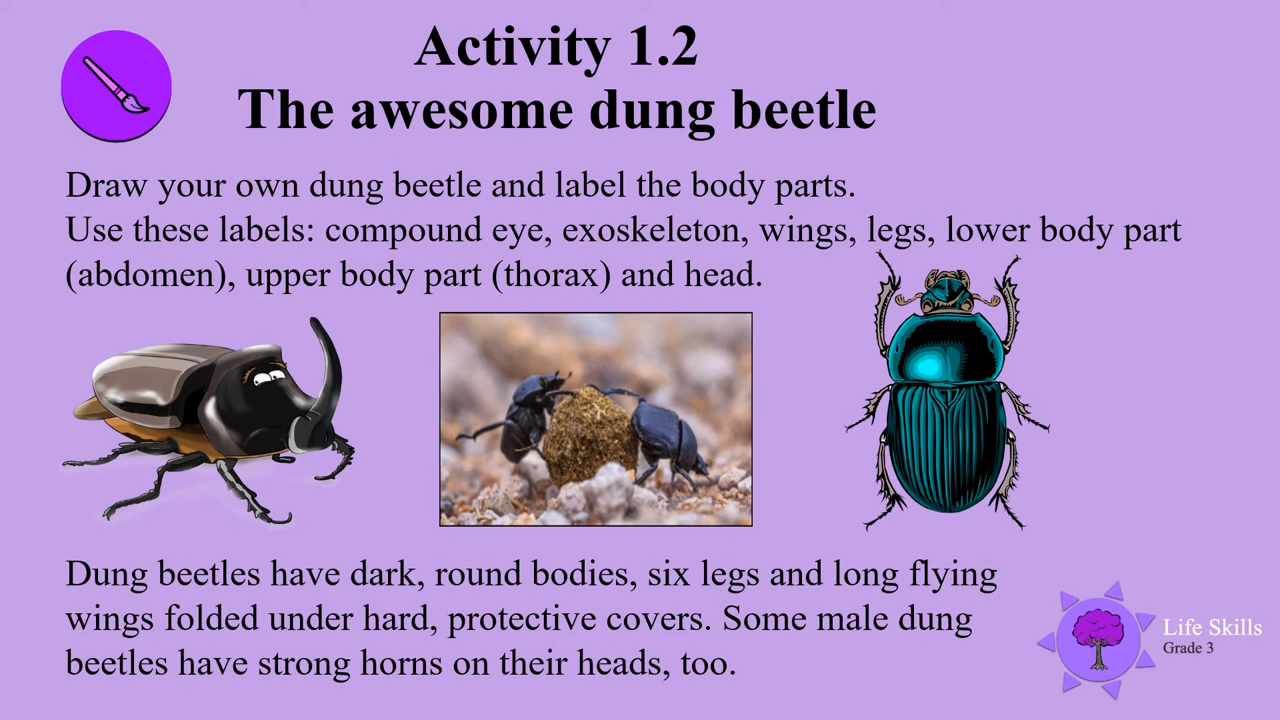 Activity 1.2
The awesome dung beetle
Draw your own dung beetle and label the body parts.
Use these labels: compound eye, exoskeleton, wings, legs, lower body part
(abdomen), upper body part (thorax) and head.
Dung beetles have dark, round bodies, six legs and long flying
wings folded under hard, protective covers. Some male dung
beetles have strong horns on their heads, too.
Life Skills
Grade 3